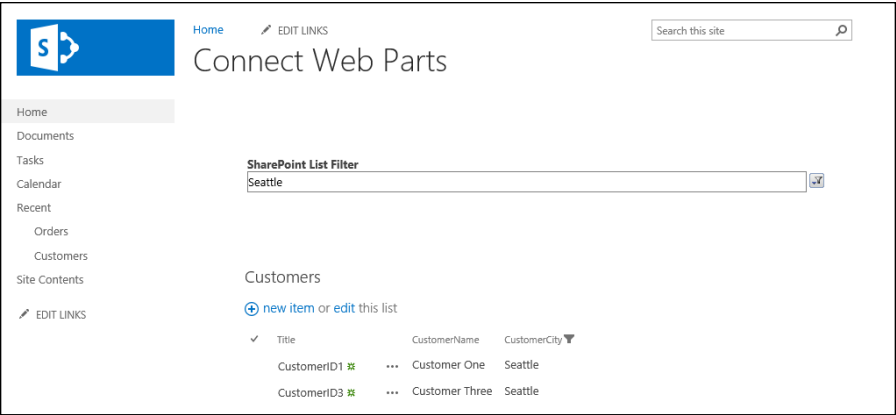 S
Home EDIT LINKS
Search this site
Connect Web Parts
Home
Documents
Tasks
Calendar
Recent
Orders
Customers
Site Contents
EDIT LINKS
SharePoint List Filter
Seattle
Customers
new item or edit this list
Title CustomerName CustomerCity
CustomerID1 ... Customer One Seattle
CustomerID3 ... Customer Three Seattle